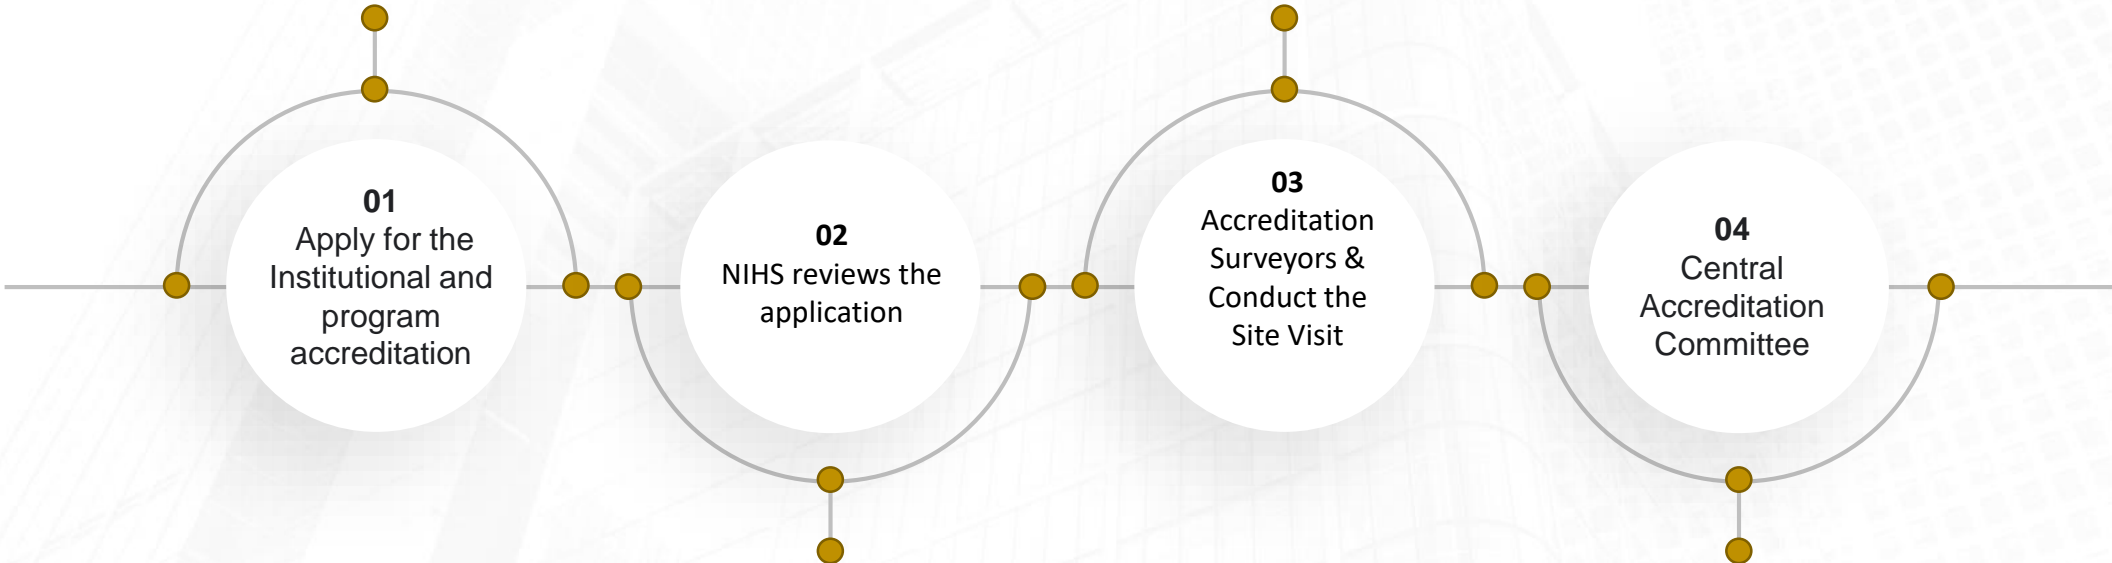 01
Apply for the
Institutional and
program
accreditation
02
NIHS reviews the
application
03
Accreditation
Surveyors &
Conduct the
Site Visit
04
Central
Accreditation
Committee